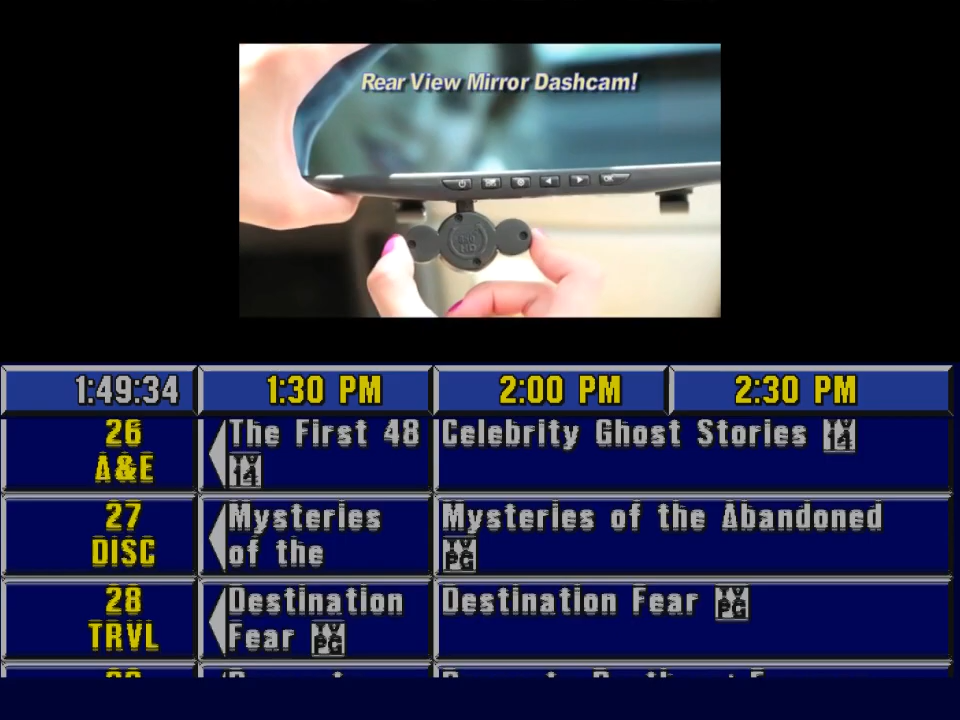 Rear View Mirror Dashcam!
1:49:34 1:30 PM 2:00 PM 2:30 PM
26 The First 48 Celebrity Ghost Stories TV 14
A&E TV 14
27 Mysteries Mysteries of the Abandoned
DISC of the TV PG
28 Destination Destination Fear TV PG
TRVL Fear TV PG